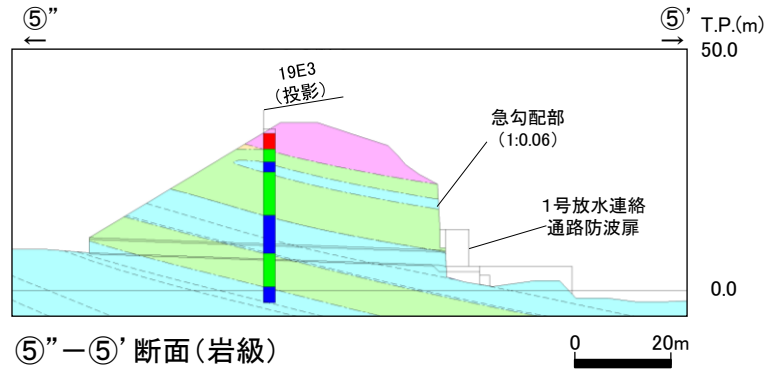 ⑤”
⑤’
T.P.(m)
50.0
19E3
(投影)
急勾配部
(1:0.06)
1号放水連絡
通路防波扉
0.0
⑤”－⑤’断面(岩級)
0 20m